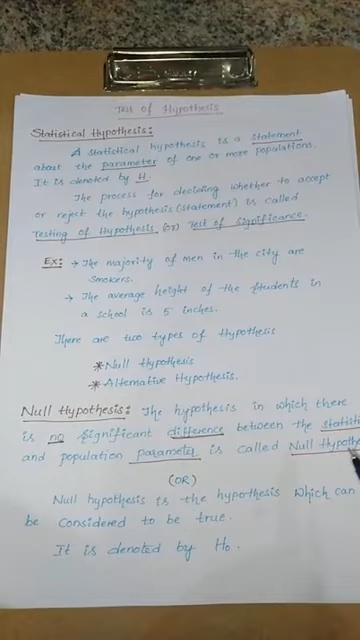 Test of Hypothesis
Statistical Hypothesis:
A statistical hypothesis is a statement
about the parameter of one or more populations.
It is denoted by H.
The process for deciding whether to accept
or reject the hypothesis (statement) is called
Testing of Hypothesis (or) Test of Significance.
Ex: → The majority of men in the city are
smokers.
→ The average height of the students in
a school is 5 inches.
There are two types of Hypothesis
* Null Hypothesis
* Alternative Hypothesis.
Null Hypothesis: The hypothesis in which there
is no significant difference between the statisti
and population parameter is called Null Hypothe
(OR)
Null hypothesis is the hypothesis which can
be considered to be true.
It is denoted by H₀.